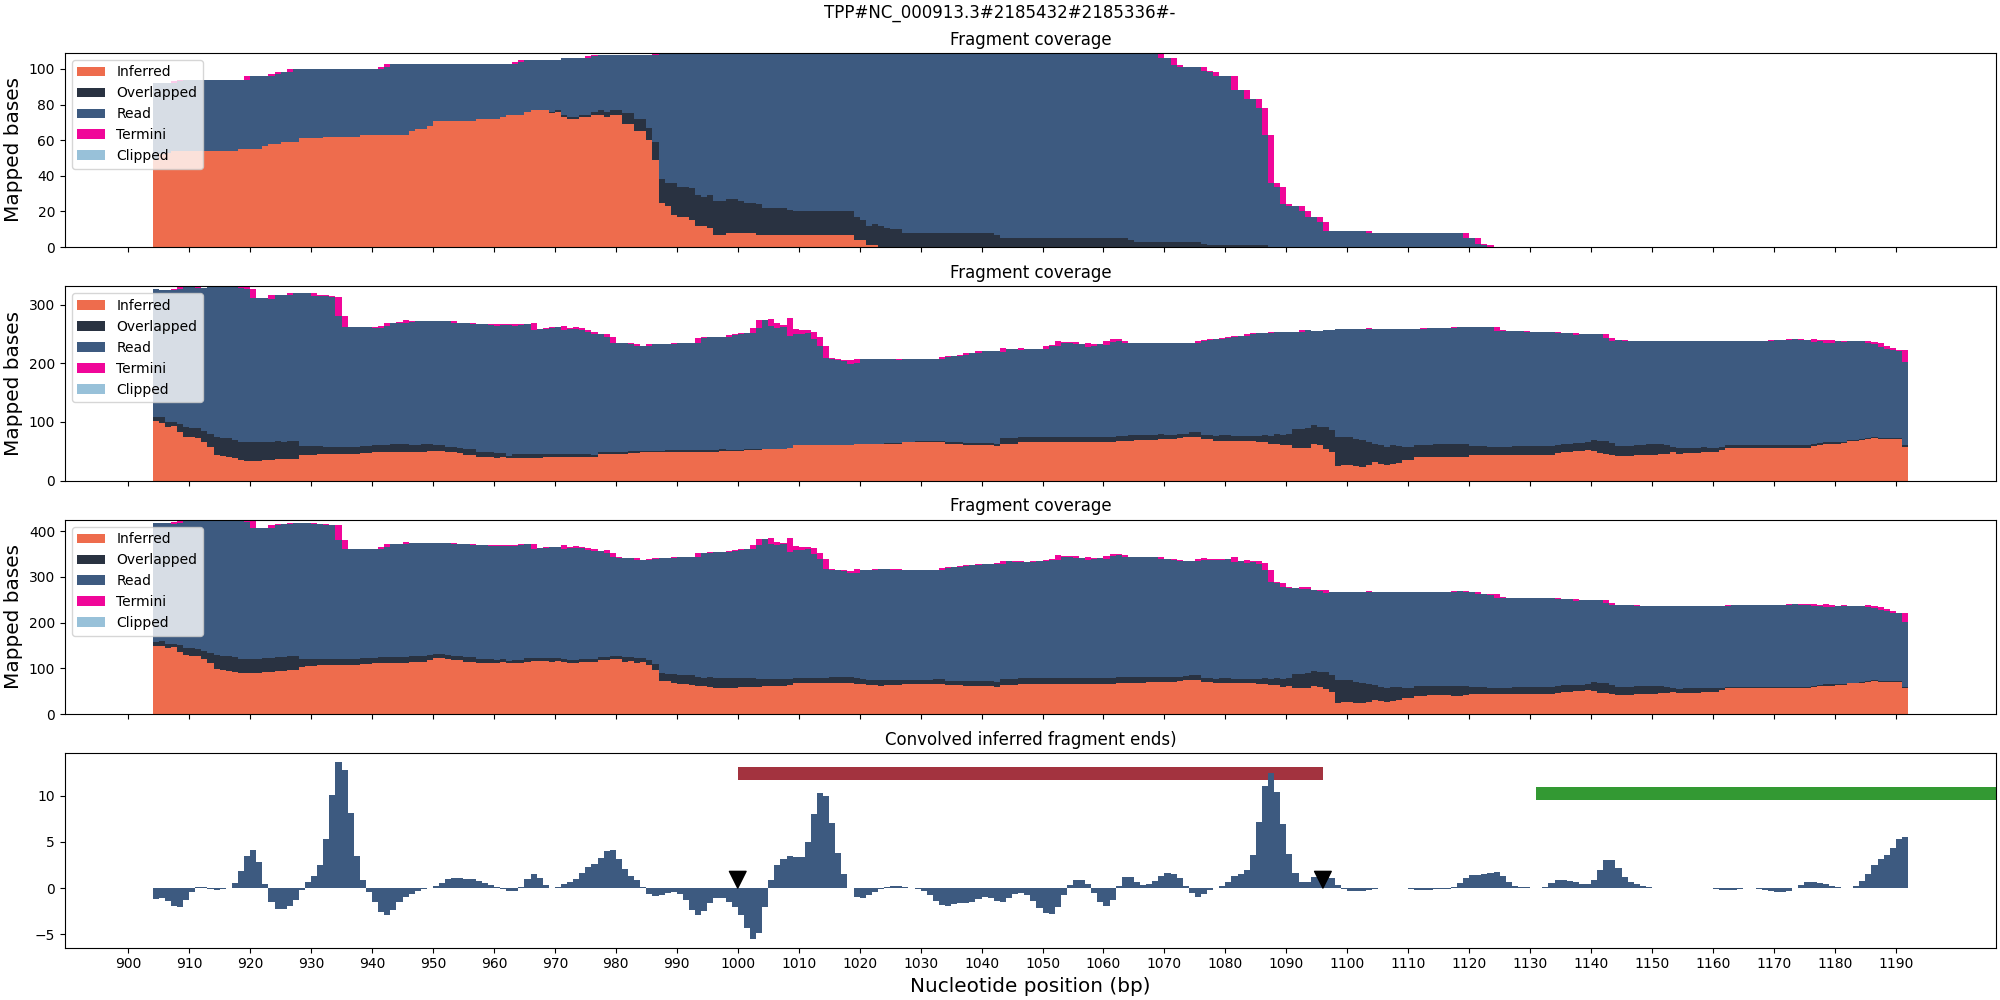 TPP#NC_000913.3#2185432#2185336#-
Fragment coverage
Mapped bases
100
80
60
40
20
0
Inferred
Overlapped
Read
Termini
Clipped
Fragment coverage
Mapped bases
300
200
100
0
Inferred
Overlapped
Read
Termini
Clipped
Fragment coverage
Mapped bases
400
300
200
100
0
Inferred
Overlapped
Read
Termini
Clipped
Convolved inferred fragment ends)
10
5
0
−5
900 910 920 930 940 950 960 970 980 990 1000 1010 1020 1030 1040 1050 1060 1070 1080 1090 1100 1110 1120 1130 1140 1150 1160 1170 1180 1190
Nucleotide position (bp)